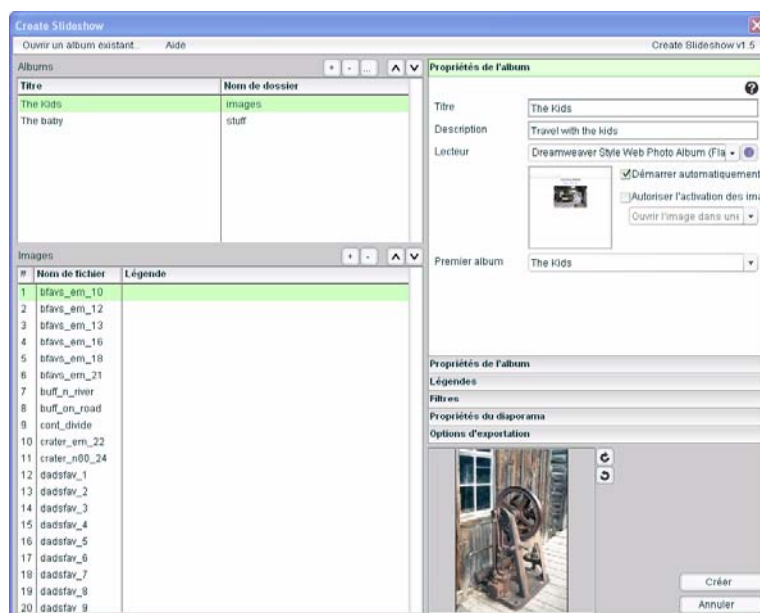 Create Slideshow
Ouvrir un album existant... Aide Create Slideshow v1.5
Albums + - ...
Titre Nom de dossier
The Kids images
The baby stuff
Images + -
# Nom de fichier Légende
1 bfavs_em_10
2 bfavs_em_12
3 bfavs_em_13
4 bfavs_em_16
5 bfavs_em_18
6 bfavs_em_21
7 buff_n_river
8 buff_on_road
9 cont_divide
10 crater_em_22
11 crater_n80_24
12 dadsfav_1
13 dadsfav_2
14 dadsfav_3
15 dadsfav_4
16 dadsfav_5
17 dadsfav_6
18 dadsfav_7
19 dadsfav_8
20 dadsfav_9
Propriétés de l'album
?
Titre The Kids
Description Travel with the kids
Lecteur Dreamweaver Style Web Photo Album (Fla
Démarrer automatiquement
Autoriser l'activation des ima
Ouvrir l'image dans une
Premier album The Kids
Propriétés de l'album
Légendes
Filtres
Propriétés du diaporama
Options d'exportation
Créer
Annuler